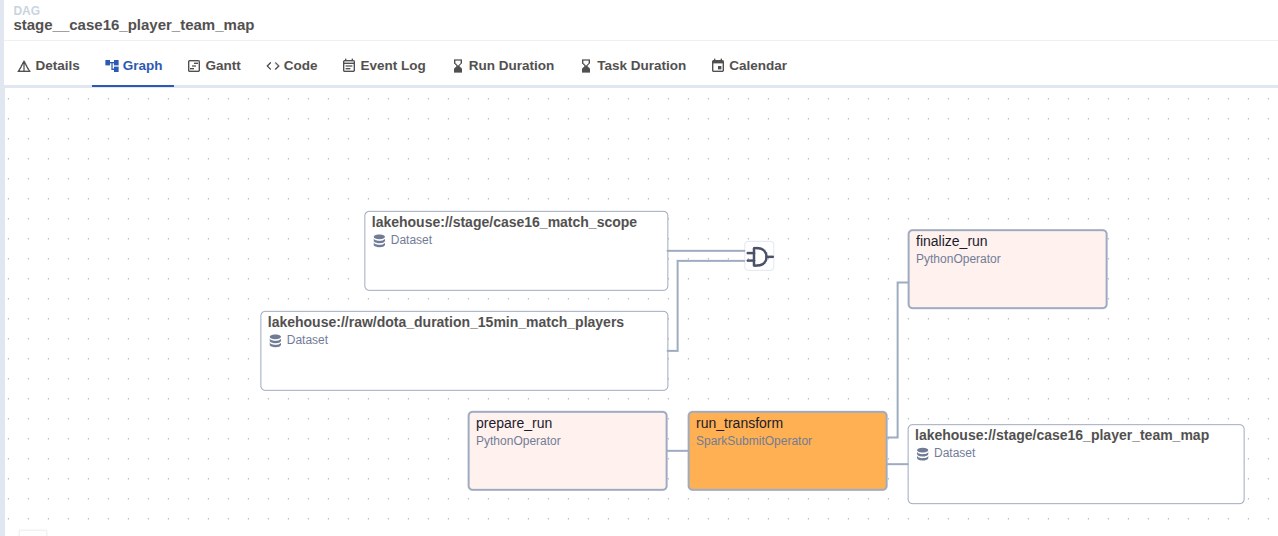 DAG
stage__case16_player_team_map
Details
Graph
Gantt
Code
Event Log
Run Duration
Task Duration
Calendar
lakehouse://stage/case16_match_scope
Dataset
finalize_run
PythonOperator
lakehouse://raw/dota_duration_15min_match_players
Dataset
prepare_run
PythonOperator
run_transform
SparkSubmitOperator
lakehouse://stage/case16_player_team_map
Dataset